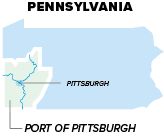 PENNSYLVANIA
PITTSBURGH
PORT OF PITTSBURGH